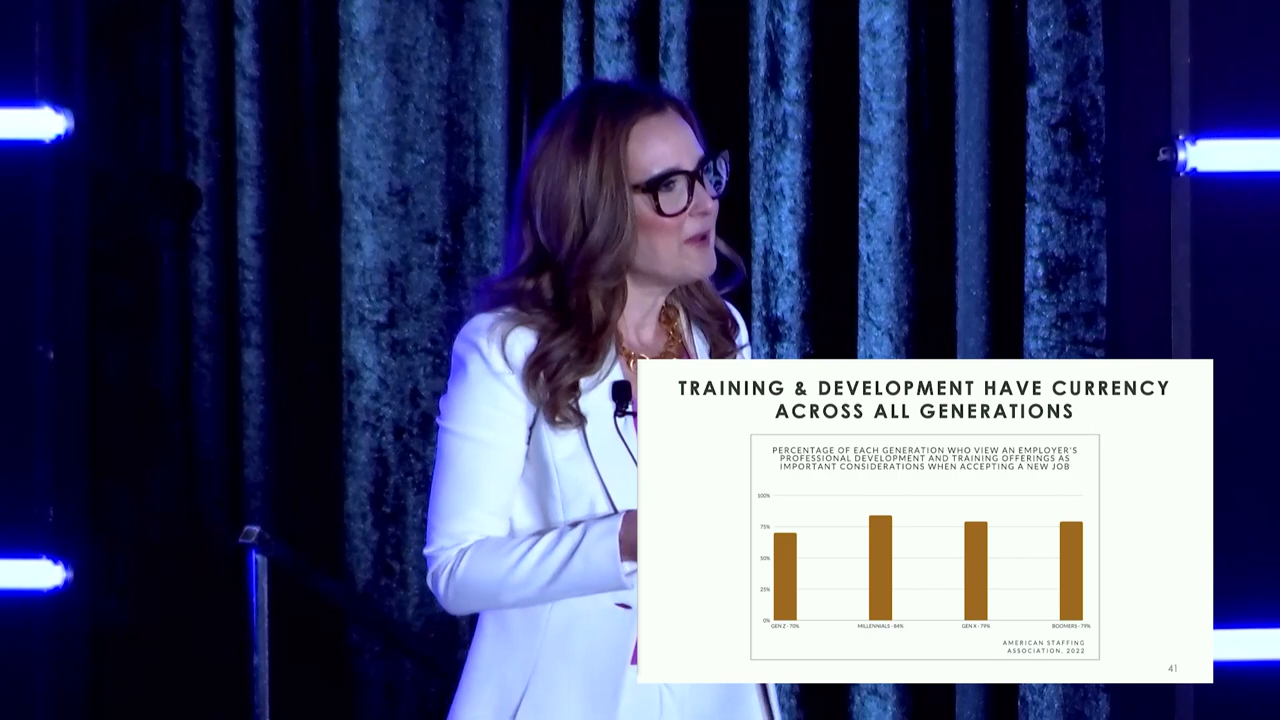 TRAINING & DEVELOPMENT HAVE CURRENCY
ACROSS ALL GENERATIONS
PERCENTAGE OF EACH GENERATION WHO VIEW AN EMPLOYER'S
PROFESSIONAL DEVELOPMENT AND TRAINING OFFERINGS AS
IMPORTANT CONSIDERATIONS WHEN ACCEPTING A NEW JOB
100%
75%
50%
25%
0%
GEN Z - 70%
MILLENNIALS - 84%
GEN X - 79%
BOOMERS - 79%
AMERICAN STAFFING
ASSOCIATION, 2022
41